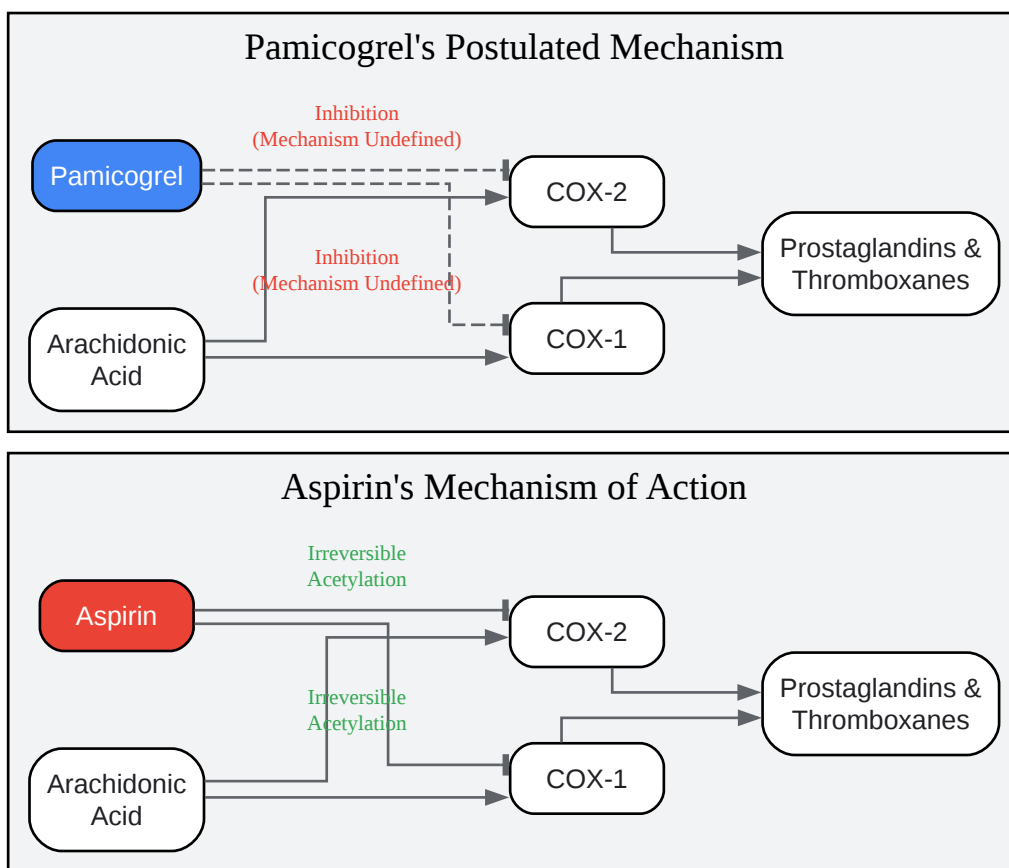 Pamicogrel's Postulated Mechanism
Inhibition
(Mechanism Undefined)
Pamicogrel
COX-2
Prostaglandins &
Thromboxanes
Inhibition
(Mechanism Undefined)
COX-1
Arachidonic
Acid
Aspirin's Mechanism of Action
Irreversible
Acetylation
Aspirin
COX-2
Prostaglandins &
Thromboxanes
Irreversible
Acetylation
COX-1
Arachidonic
Acid